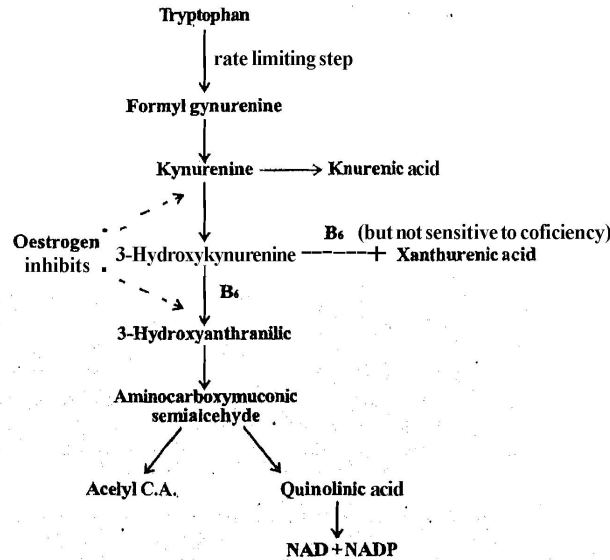 Tryptophan
rate limiting step
Formyl gynurenine
Kynurenine
Knurenic acid
B₆ (but not sensitive to coficiency)
Oestrogen
inhibits
3-Hydroxykynurenine
Xanthurenic acid
B₆
3-Hydroxyanthranilic
Aminocarboxymuconic
semialcehyde
Acelyl C.A.
Quinolinic acid
NAD + NADP